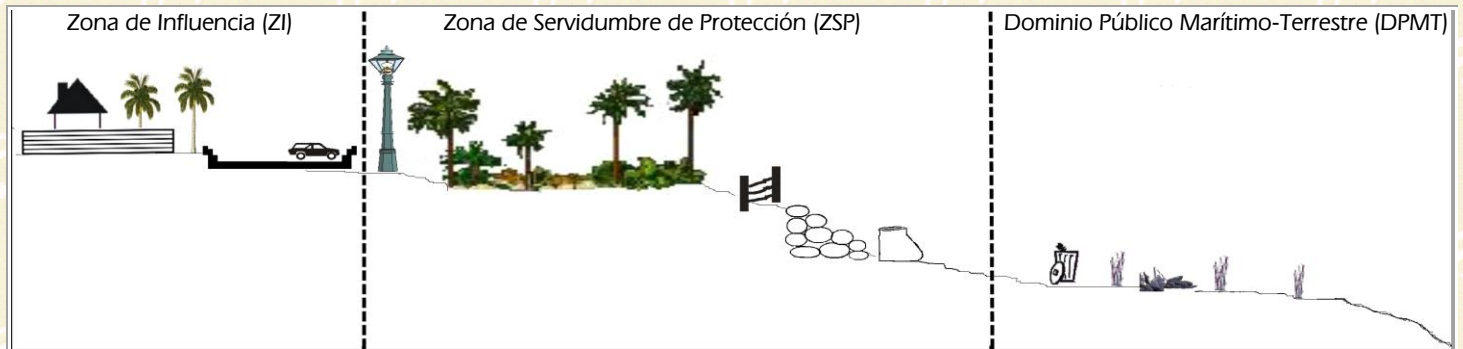 Zona de Influencia (ZI)
Zona de Servidumbre de Protección (ZSP)
Dominio Público Marítimo-Terrestre (DPMT)